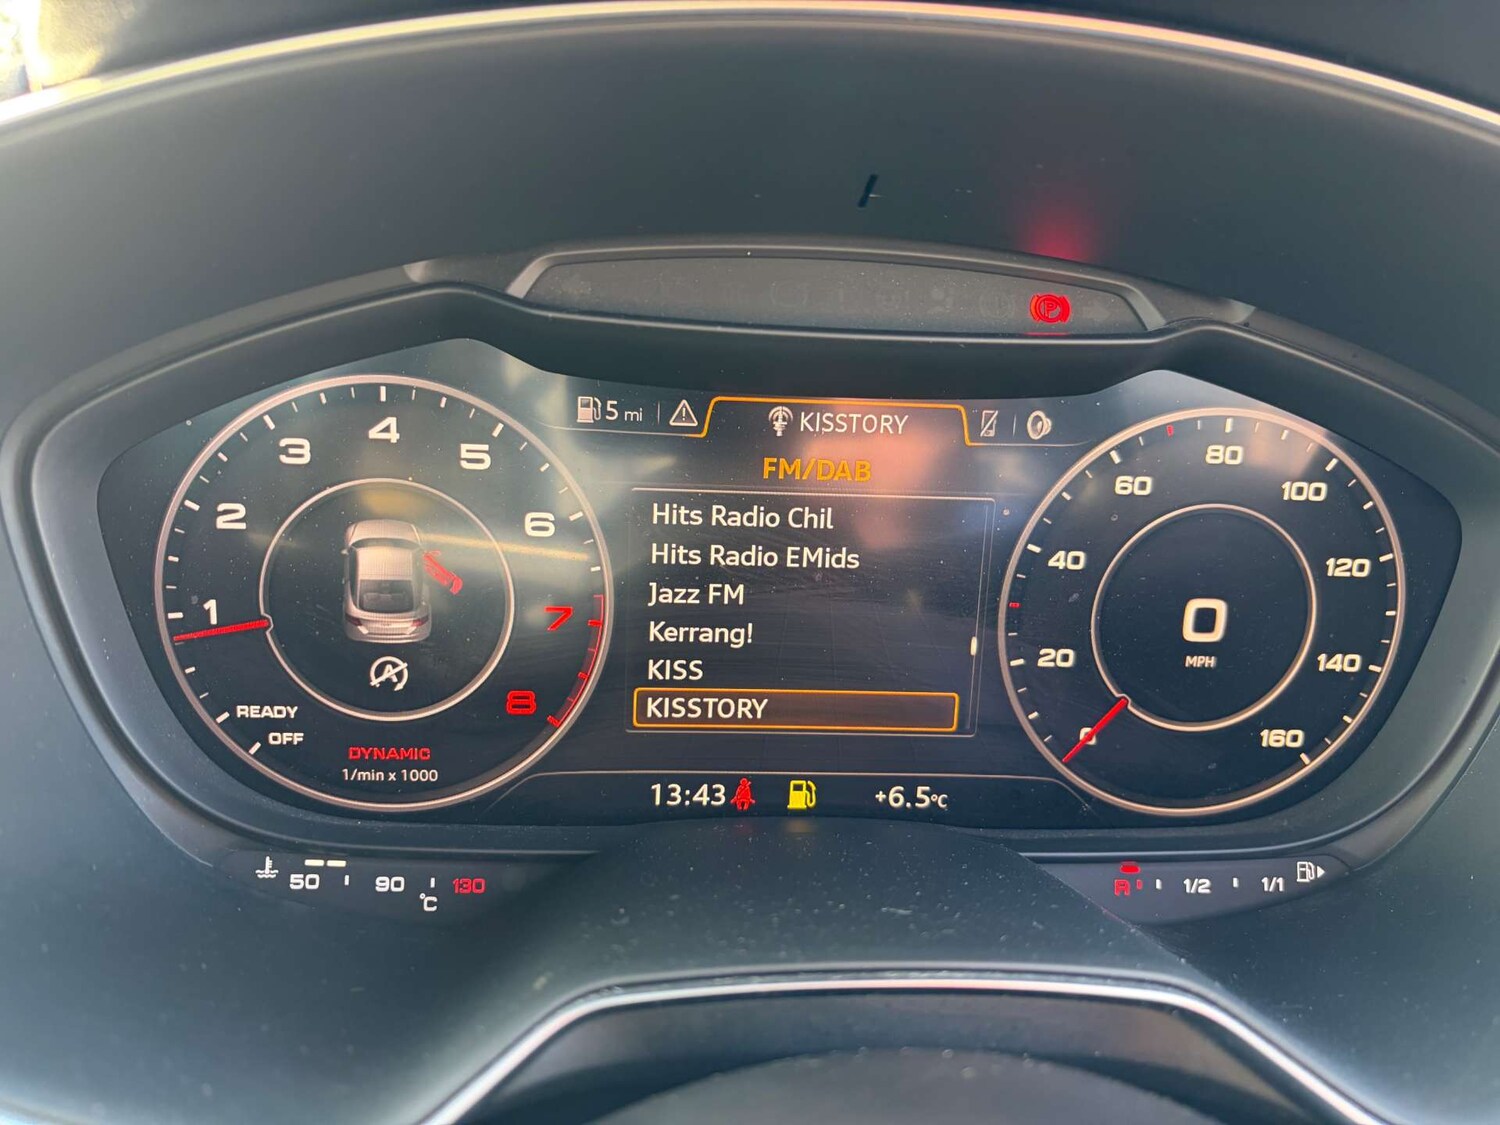 5 mi
KISSTORY
FM/DAB
Hits Radio Chil
Hits Radio EMids
Jazz FM
Kerrang!
KISS
KISSTORY
13:43
+6.5°C
1
2
3
4
5
6
7
8
READY
OFF
A
DYNAMIC
1/min x 1000
P
0
20
40
60
80
100
120
140
160
0
MPH
50
90
130
°C
R
1/2
1/1